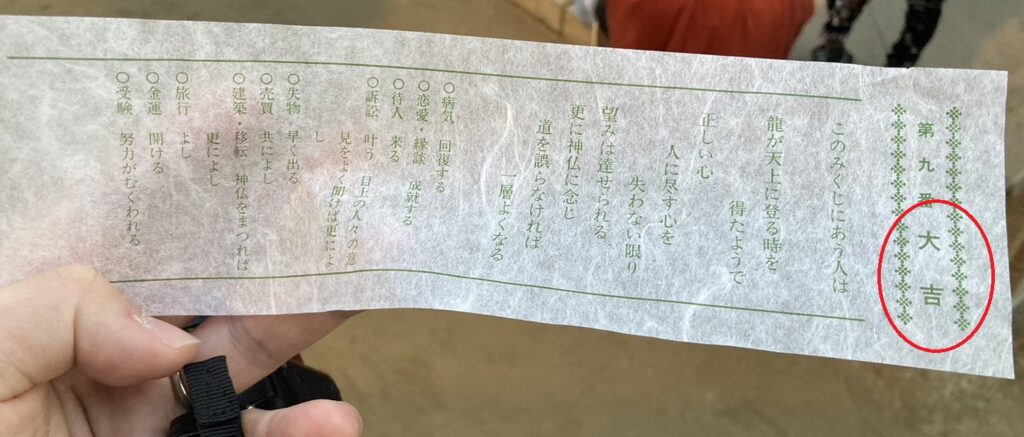 第九番 大吉
このみくじにあう人は
龍が天上に登る時を
得たようで
正しい心
人に尽す心を
失わない限り
望みは達せられる
更に神仏に念じ
道を誤らなければ
一層よくなる
○病気 回復する
○恋愛・縁談 成就する
○待人 来る
○訴訟 叶う、目上の人々の意
見をよく聞けば更によ
し
○失物 早く出る
○売買 共によし
○建築・移転 神仏をまつれば
更によし
○旅行 よし
○金運 開ける
○受験 努力がむくわれる